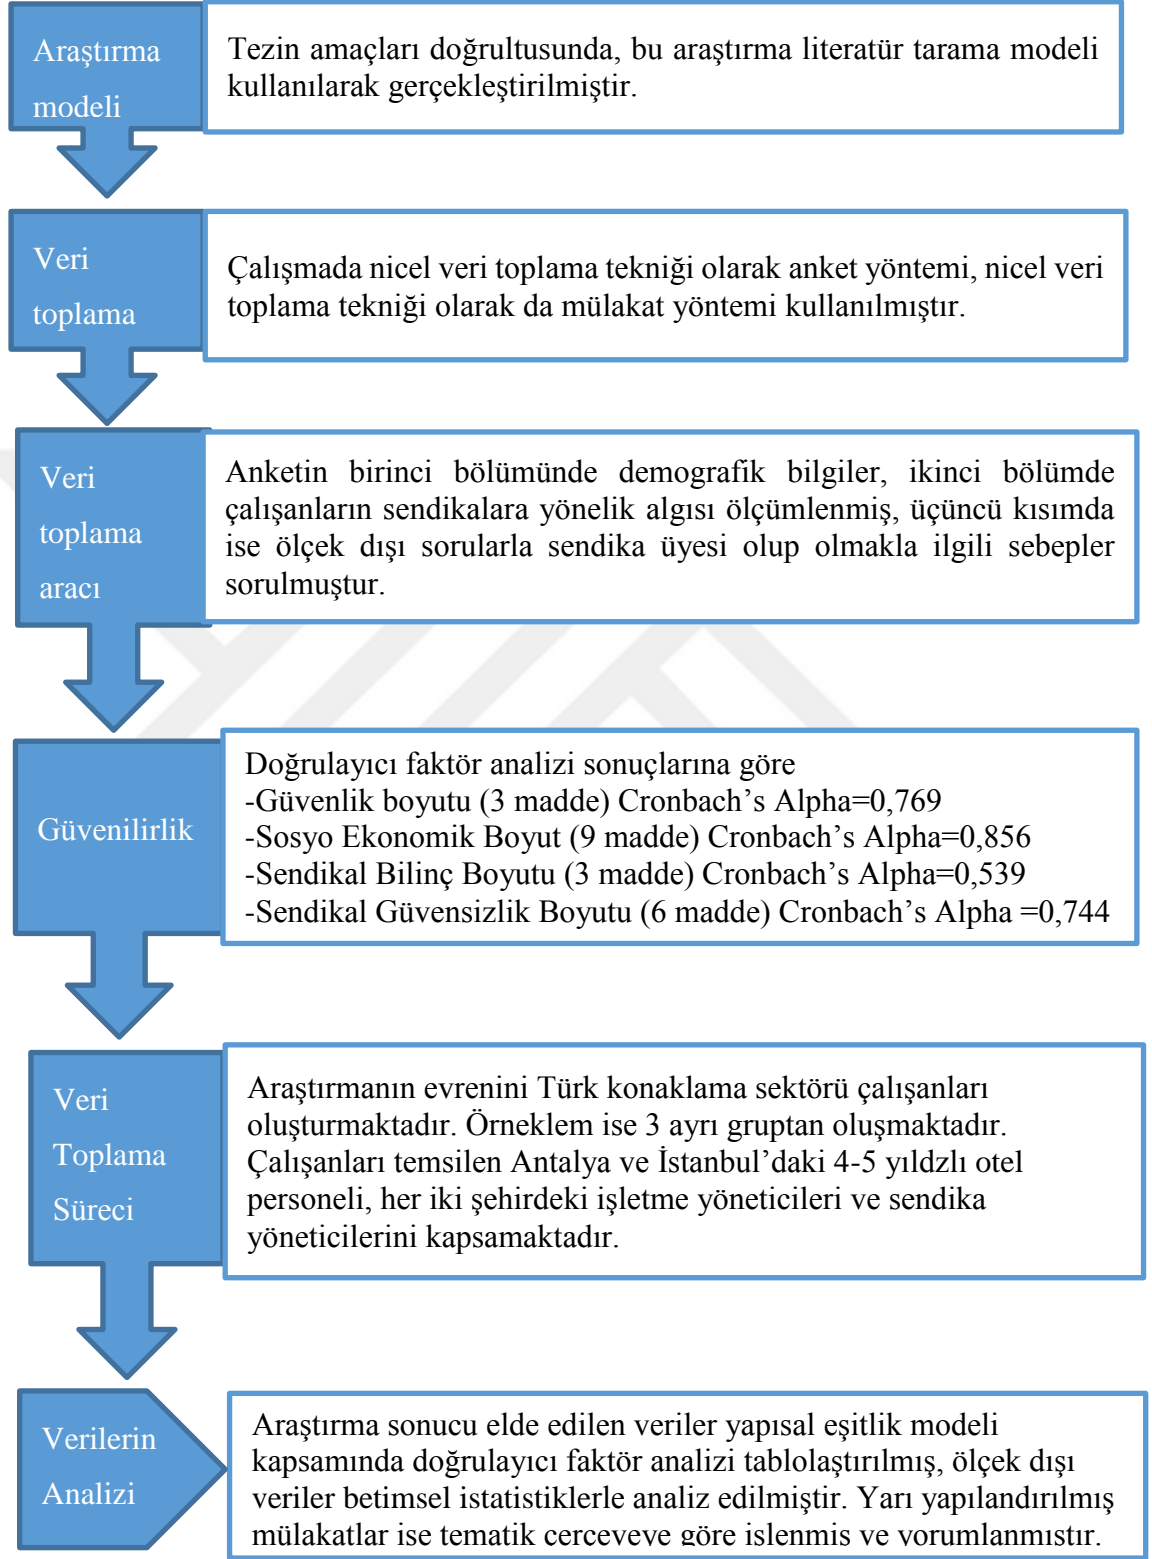 Araştırma
modeli
Tezin amaçları doğrultusunda, bu araştırma literatür tarama modeli
kullanılarak gerçekleştirilmiştir.
Veri
toplama
Çalışmada nicel veri toplama tekniği olarak anket yöntemi, nicel veri
toplama tekniği olarak da mülakat yöntemi kullanılmıştır.
Veri
toplama
aracı
Anketin birinci bölümünde demografik bilgiler, ikinci bölümde
çalışanların sendikalara yönelik algısı ölçümlenmiş, üçüncü kısımda
ise ölçek dışı sorularla sendika üyesi olup olmakla ilgili sebepler
sorulmuştur.
Güvenilirlik
Doğrulayıcı faktör analizi sonuçlarına göre
-Güvenlik boyutu (3 madde) Cronbach’s Alpha=0,769
-Sosyo Ekonomik Boyut (9 madde) Cronbach’s Alpha=0,856
-Sendikal Bilinç Boyutu (3 madde) Cronbach’s Alpha=0,539
-Sendikal Güvensizlik Boyutu (6 madde) Cronbach’s Alpha =0,744
Veri
Toplama
Süreci
Araştırmanın evrenini Türk konaklama sektörü çalışanları
oluşturmaktadır. Örneklem ise 3 ayrı gruptan oluşmaktadır.
Çalışanları temsilen Antalya ve İstanbul’daki 4-5 yıldzlı otel
personeli, her iki şehirdeki işletme yöneticileri ve sendika
yöneticilerini kapsamaktadır.
Verilerin
Analizi
Araştırma sonucu elde edilen veriler yapısal eşitlik modeli
kapsamında doğrulayıcı faktör analizi tablolaştırılmış, ölçek dışı
veriler betimsel istatistiklerle analiz edilmiştir. Yarı yapılandırılmış
mülakatlar ise tematik çerçeveye göre işlenmiş ve yorumlanmıştır.